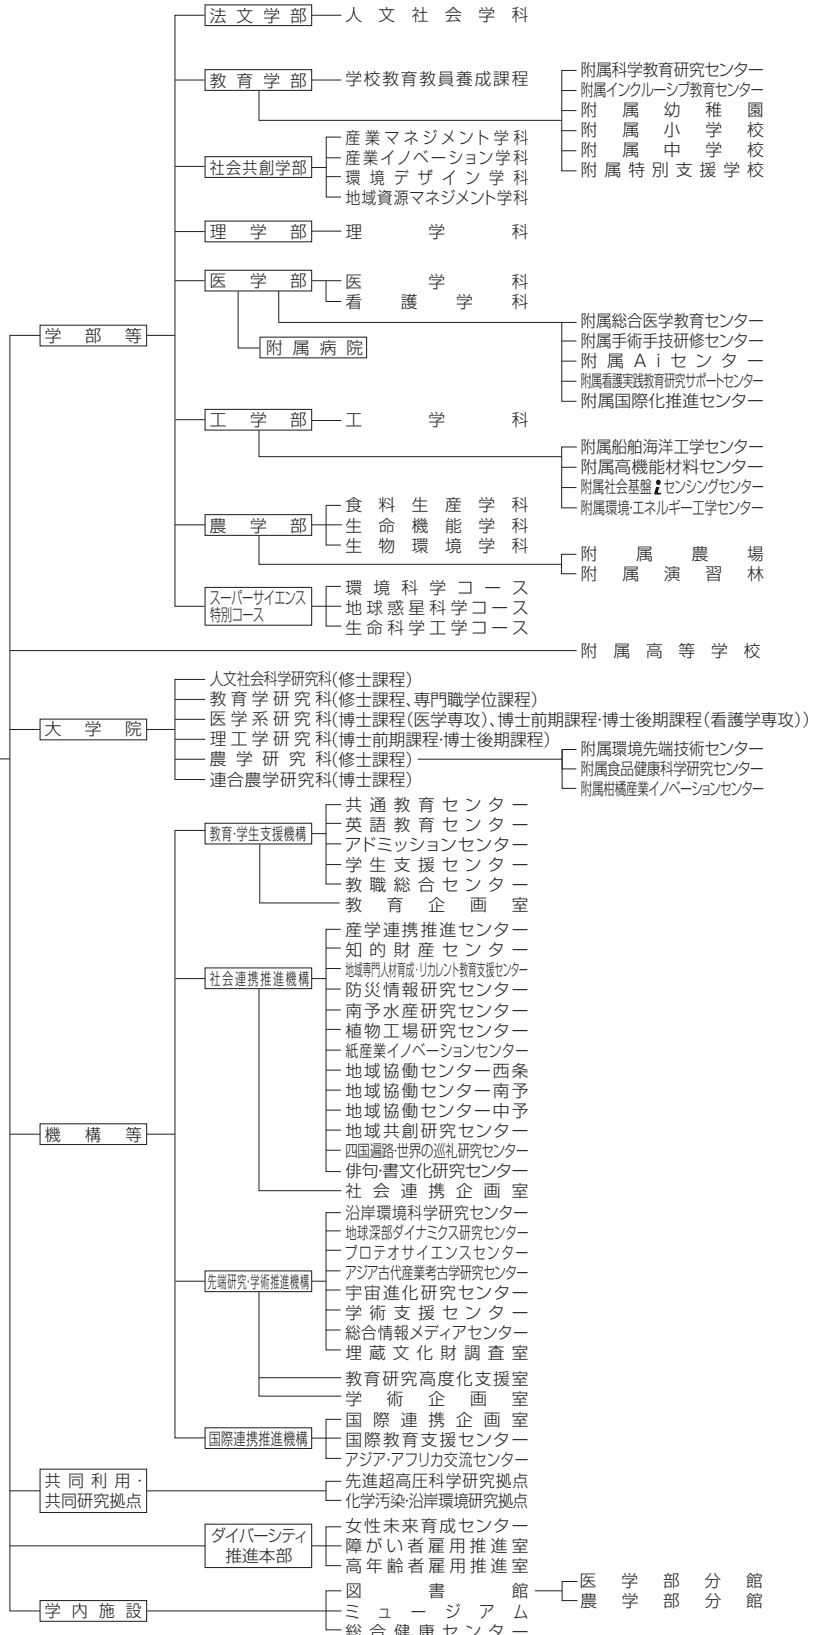 法文学部
人文社会学科
教育学部
学校教育教員養成課程
附属科学教育研究センター
附属インクルーシブ教育センター
附属幼稚園
附属小学校
附属中学校
附属特別支援学校
社会共創学部
産業マネジメント学科
産業イノベーション学科
環境デザイン学科
地域資源マネジメント学科
理学部
理学科
医学部
医学科
看護学科
附属病院
附属総合医学教育センター
附属手術手技研修センター
附属Aiセンター
附属看護実践教育研究サポートセンター
附属国際化推進センター
学部等
工学部
工学科
附属船舶海洋工学センター
附属高機能材料センター
附属社会基盤iセンシングセンター
附属環境・エネルギー工学センター
農学部
食料生産学科
生命機能学科
生物環境学科
附属農場
附属演習林
スーパーサイエンス
特別コース
環境科学コース
地球惑星科学コース
生命科学工学コース
附属高等学校
大学院
人文社会科学研究科(修士課程)
教育学研究科(修士課程、専門職学位課程)
医学系研究科(博士課程(医学専攻)、博士前期課程・博士後期課程(看護学専攻))
理工学研究科(博士前期課程・博士後期課程)
農学研究科(修士課程)
連合農学研究科(博士課程)
附属環境先端技術センター
附属食品健康科学研究センター
附属柑橘産業イノベーションセンター
機構等
教育・学生支援機構
共通教育センター
英語教育センター
アドミッションセンター
学生支援センター
教職総合センター
教育企画室
社会連携推進機構
産学連携推進センター
知的財産センター
地域専門人材育成・リカレント教育支援センター
防災情報研究センター
南予水産研究センター
植物工場研究センター
紙産業イノベーションセンター
地域協働センター西条
地域協働センター南予
地域協働センター中予
地域共創研究センター
四国遍路・世界の巡礼研究センター
俳句・書文化研究センター
社会連携企画室
先端研究・学術推進機構
沿岸環境科学研究センター
地球深部ダイナミクス研究センター
プロテオサイエンスセンター
アジア古代産業考古学研究センター
宇宙進化研究センター
学術支援センター
総合情報メディアセンター
埋蔵文化財調査室
教育研究高度化支援室
学術企画室
国際連携推進機構
国際連携企画室
国際教育支援センター
アジア・アフリカ交流センター
共同利用・
共同研究拠点
先進超高圧科学研究拠点
化学汚染・沿岸環境研究拠点
ダイバーシティ
推進本部
女性未来育成センター
障がい者雇用推進室
高年齢者雇用推進室
学内施設
図書館
医学部分館
農学部分館
ミュージアム
総合健康センター